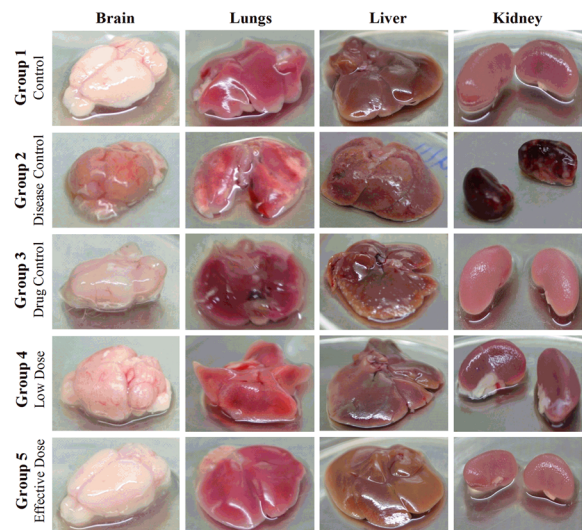 Brain Lungs Liver Kidney
Group 1
Control
Group 2
Disease Control
Group 3
Drug Control
Group 4
Low Dose
Group 5
Effective Dose